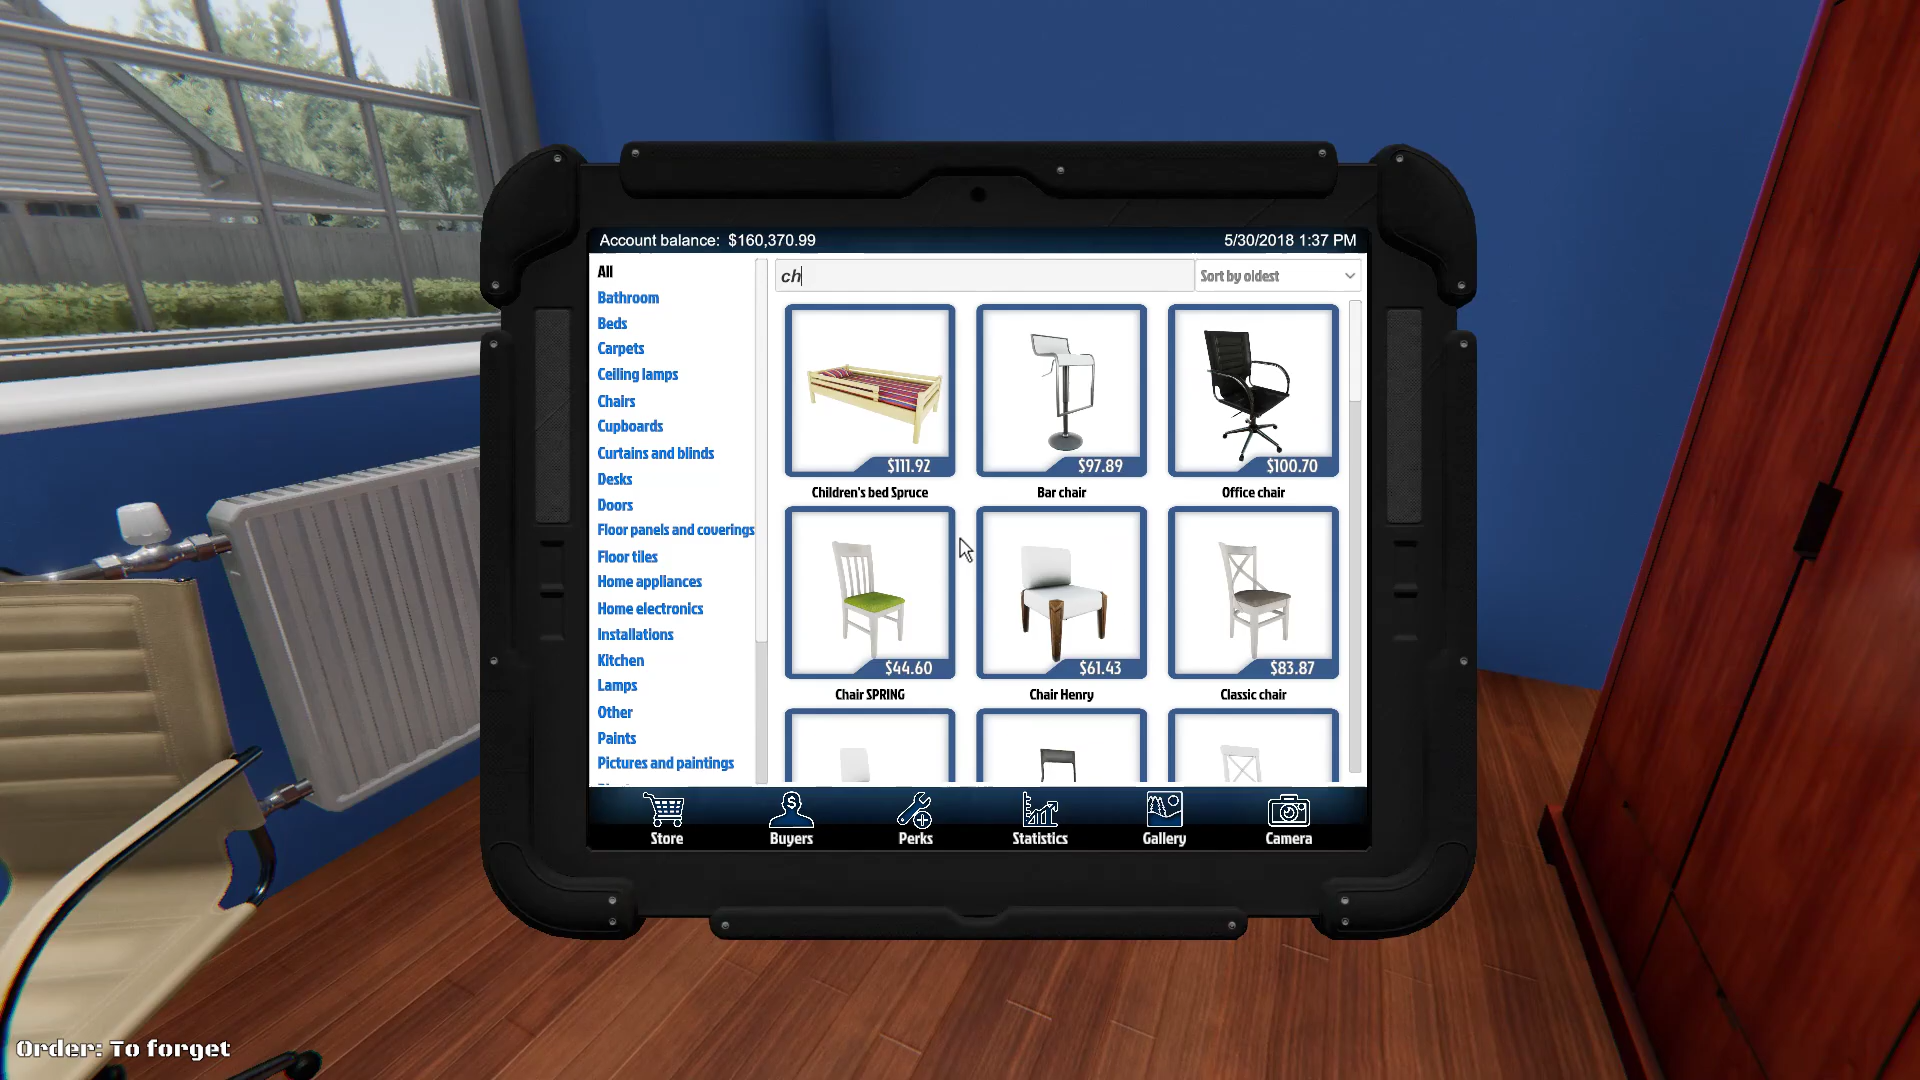 Account balance: $160,370.99
5/30/2018 1:37 PM
All
Bathroom
Beds
Carpets
Ceiling lamps
Chairs
Cupboards
Curtains and blinds
Desks
Doors
Floor panels and coverings
Floor tiles
Home appliances
Home electronics
Installations
Kitchen
Lamps
Other
Paints
Pictures and paintings
ch
Sort by oldest
$111.92
$97.89
$100.70
Children's bed Spruce
Bar chair
Office chair
$44.60
$61.43
$83.87
Chair SPRING
Chair Henry
Classic chair
Store
Buyers
Perks
Statistics
Gallery
Camera
Order: To forget